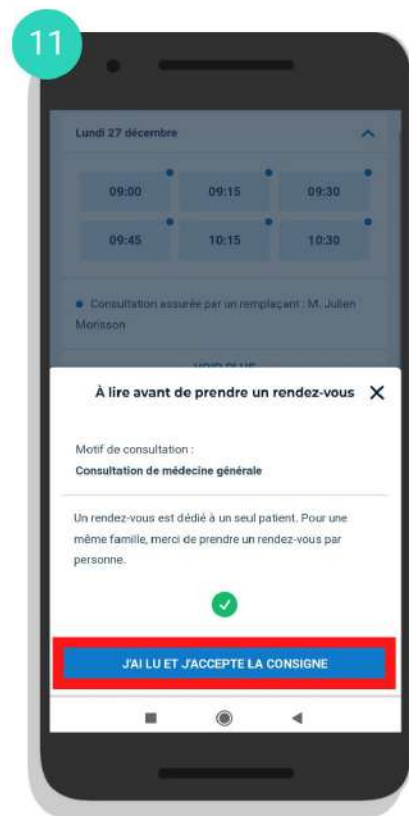 11
Lundi 27 décembre
09:00 09:15 09:30
09:45 10:15 10:30
Consultation assurée par un remplaçant : M. Julien
Morisson
VOIR PLUS
À lire avant de prendre un rendez-vous
Motif de consultation :
Consultation de médecine générale
Un rendez-vous est dédié à un seul patient. Pour une
même famille, merci de prendre un rendez-vous par
personne.
J'AI LU ET J'ACCEPTE LA CONSIGNE